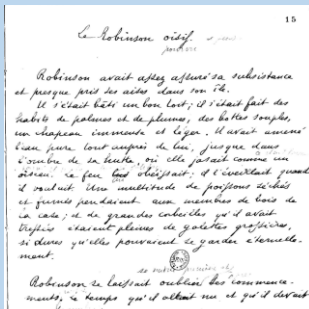 15
Le Robinson oisif.
Robinson avait assez assuré sa subsistance
et presque pris ses aises dans son île.
Il s'était bâti un bon toit; il s'était fait des
habits de palmes et de plumes, des bottes souples,
un chapeau immense et léger. Il avait amené
l'eau pure tout auprès de lui, jusque dans
l'ombre de sa hutte, où elle jasait comme un
oiseau. Le feu lui obéissait; il l'éveillait quand
il voulait. Une multitude de poissons séchés
et fumés pendaient aux membres de bois de
la case; et de grandes corbeilles qu'il avait
tressées étaient pleines de galettes grossières,
si dures qu'elles pouvaient se garder éternelle-
ment.
Robinson se laissait oublier ses commence-
ments, le temps qu'il allait nu et qu'il devait